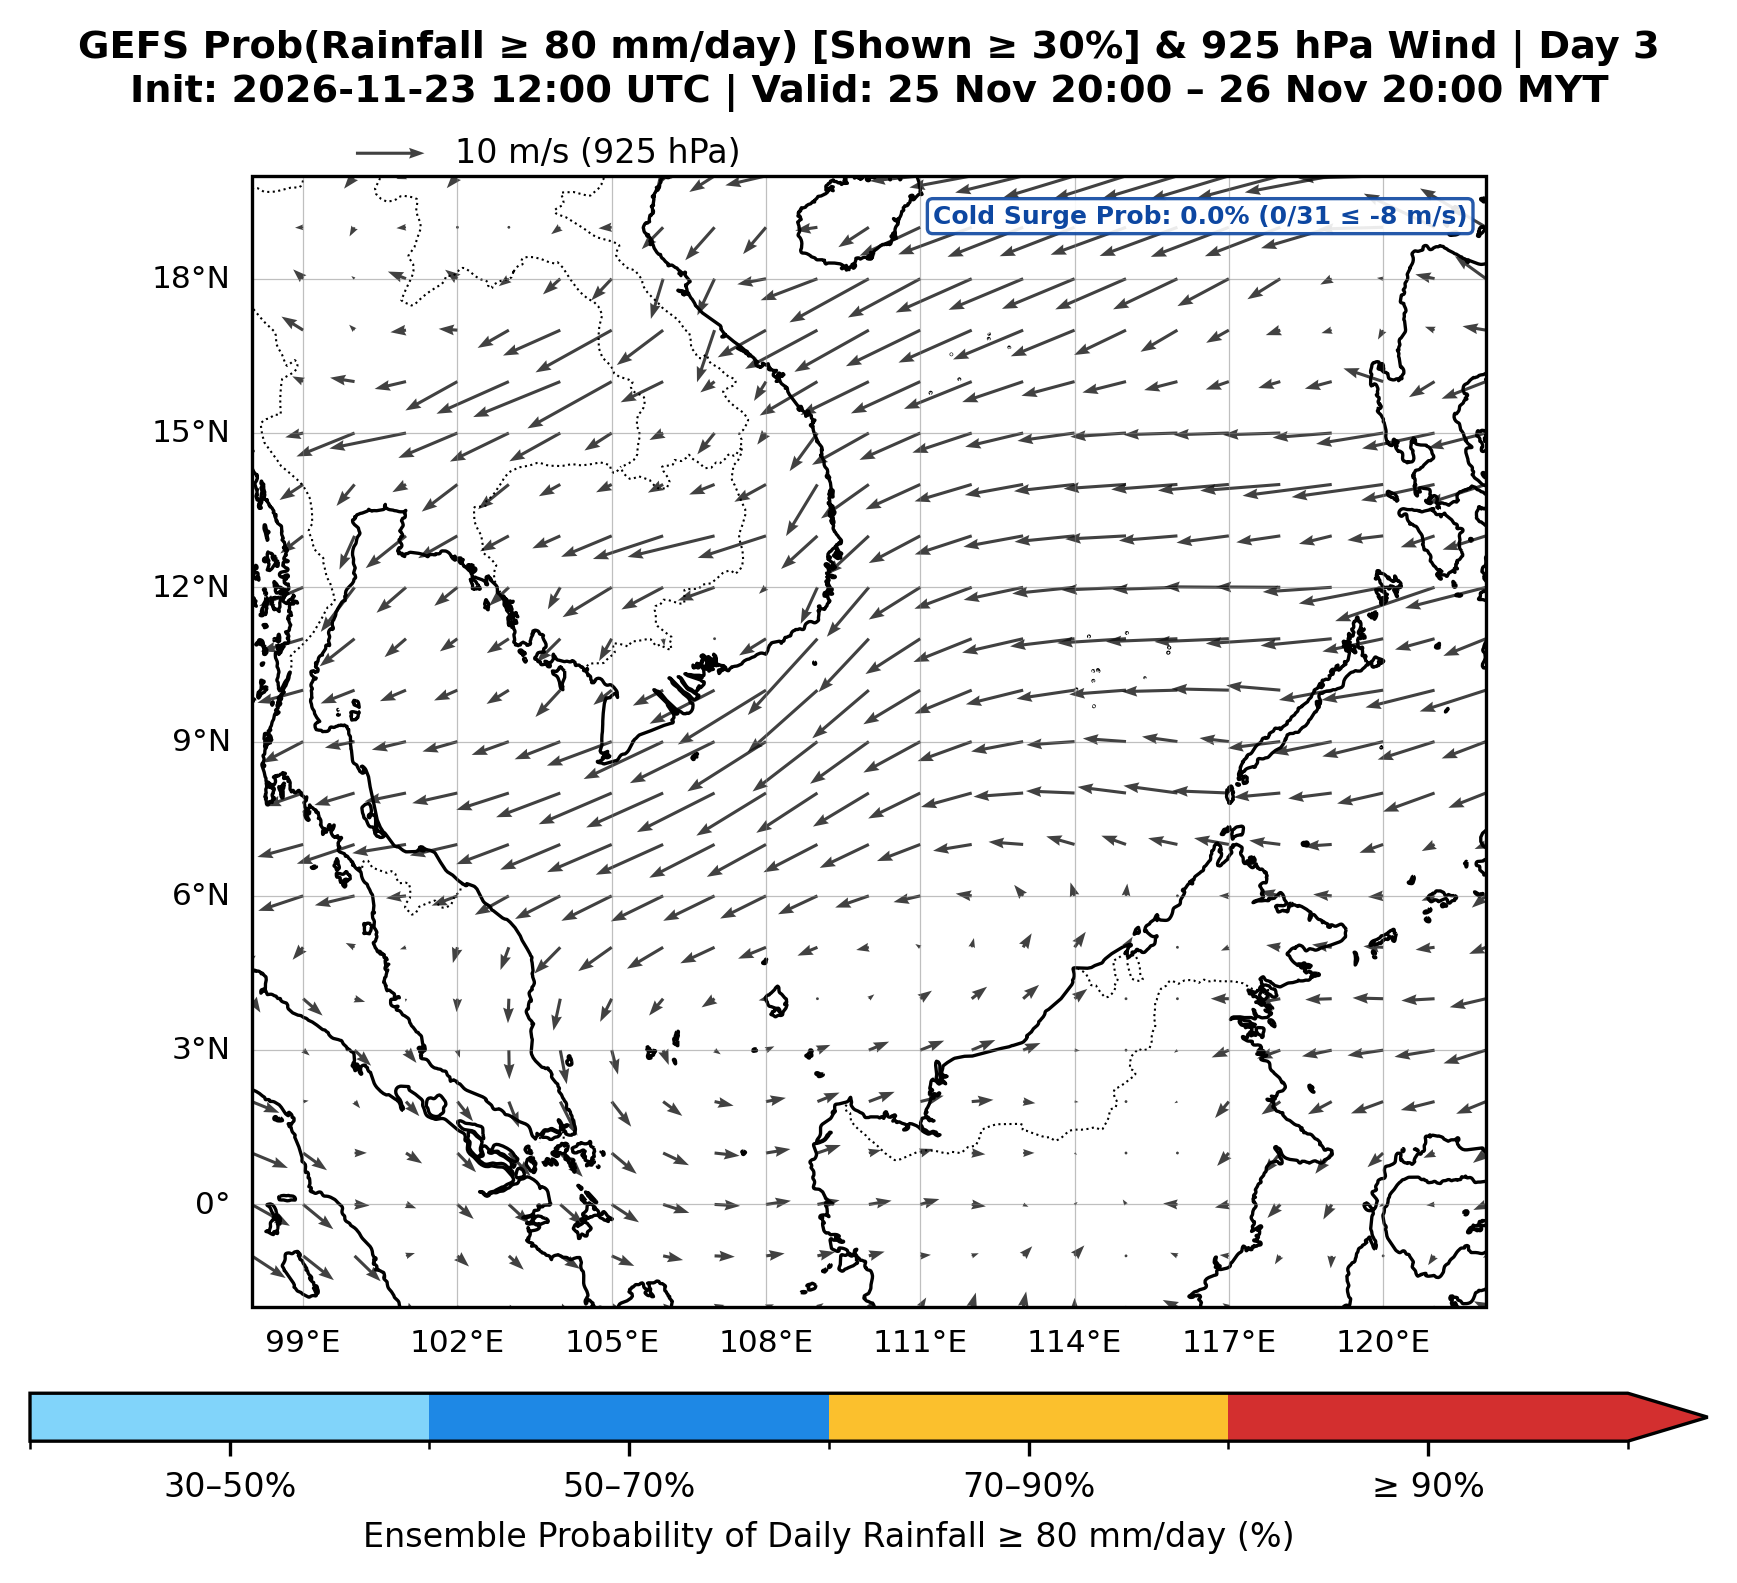 GEFS Prob(Rainfall ≥ 80 mm/day) [Shown ≥ 30%] & 925 hPa Wind | Day 3
Init: 2026-11-23 12:00 UTC | Valid: 25 Nov 20:00 – 26 Nov 20:00 MYT
10 m/s (925 hPa)
Cold Surge Prob: 0.0% (0/31 ≤ -8 m/s)
18°N
15°N
12°N
9°N
6°N
3°N
0°
99°E 102°E 105°E 108°E 111°E 114°E 117°E 120°E
30–50% 50–70% 70–90% ≥ 90%
Ensemble Probability of Daily Rainfall ≥ 80 mm/day (%)